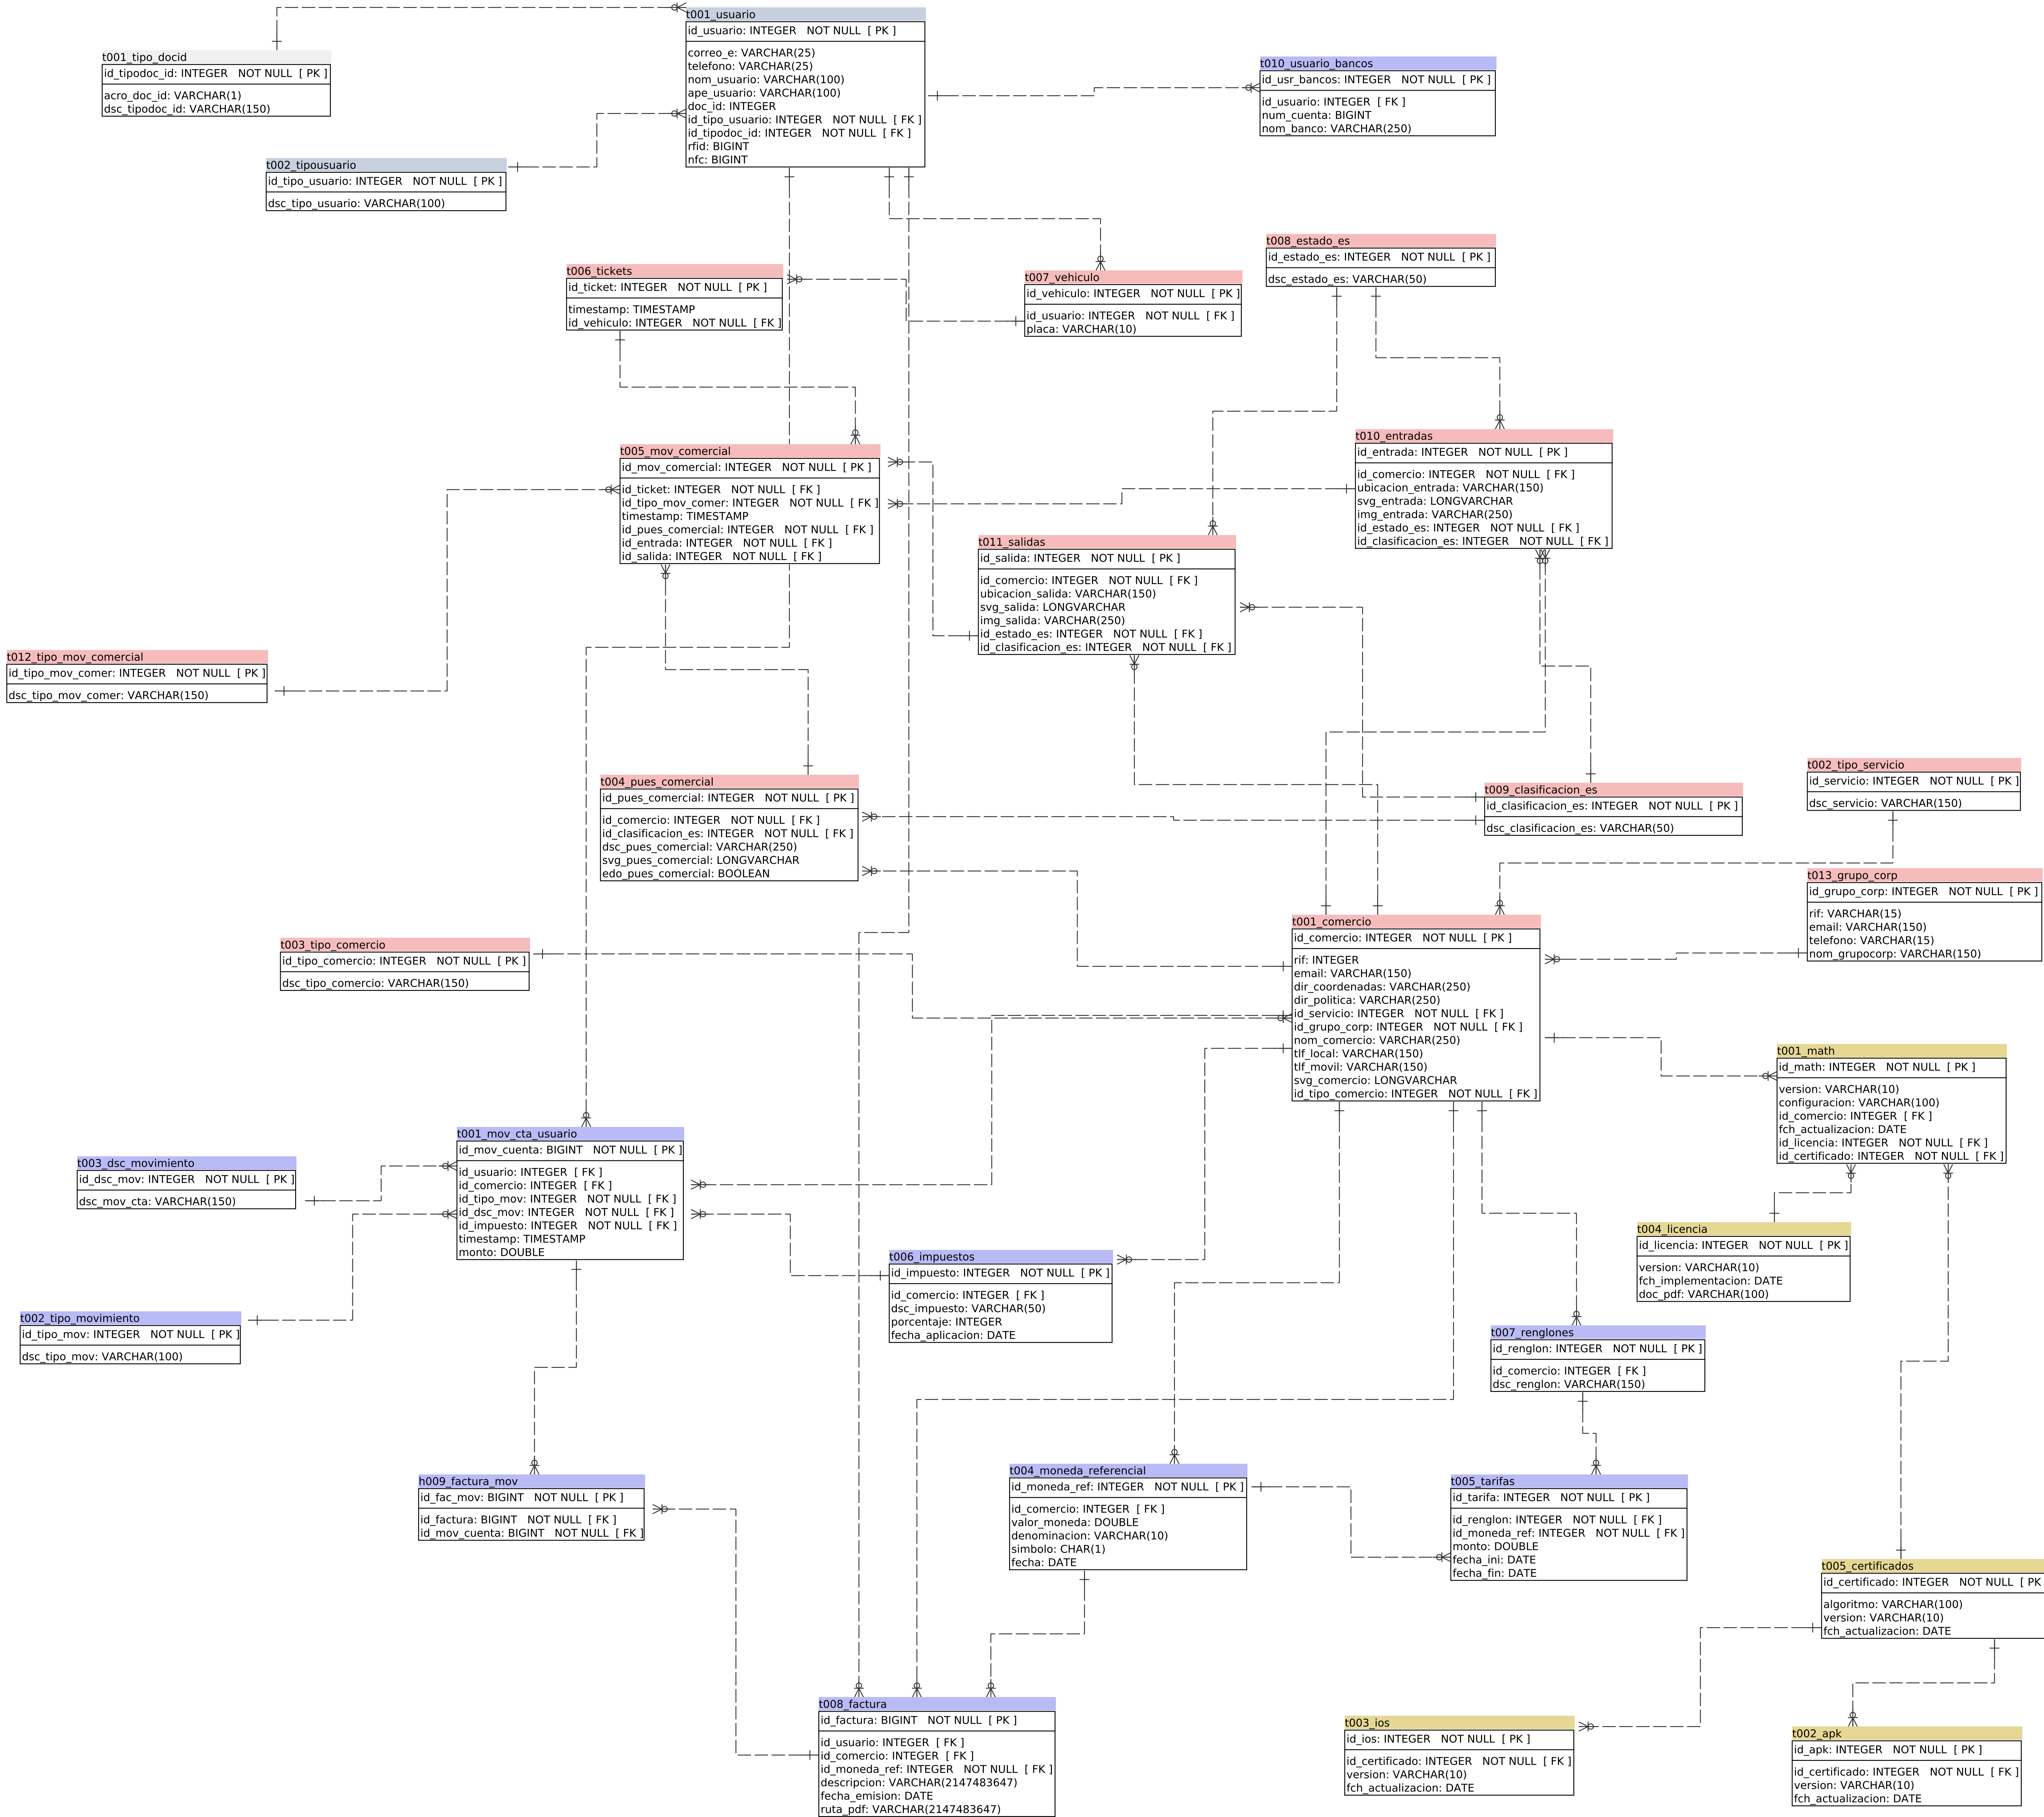 t001_usuario
id_usuario: INTEGER   NOT NULL  [ PK ]
correo_e: VARCHAR(25)
telefono: VARCHAR(25)
nom_usuario: VARCHAR(100)
ape_usuario: VARCHAR(100)
doc_id: INTEGER
id_tipo_usuario: INTEGER   NOT NULL  [ FK ]
id_tipodoc_id: INTEGER   NOT NULL  [ FK ]
rfid: BIGINT
nfc: BIGINT
t001_tipo_docid
id_tipodoc_id: INTEGER   NOT NULL  [ PK ]
acro_doc_id: VARCHAR(1)
dsc_tipodoc_id: VARCHAR(150)
t010_usuario_bancos
id_usr_bancos: INTEGER   NOT NULL  [ PK ]
id_usuario: INTEGER  [ FK ]
num_cuenta: BIGINT
nom_banco: VARCHAR(250)
t002_tipousuario
id_tipo_usuario: INTEGER   NOT NULL  [ PK ]
dsc_tipo_usuario: VARCHAR(100)
t008_estado_es
id_estado_es: INTEGER   NOT NULL  [ PK ]
dsc_estado_es: VARCHAR(50)
t006_tickets
id_ticket: INTEGER   NOT NULL  [ PK ]
timestamp: TIMESTAMP
id_vehiculo: INTEGER   NOT NULL  [ FK ]
t007_vehiculo
id_vehiculo: INTEGER   NOT NULL  [ PK ]
id_usuario: INTEGER   NOT NULL  [ FK ]
placa: VARCHAR(10)
t010_entradas
id_entrada: INTEGER   NOT NULL  [ PK ]
id_comercio: INTEGER   NOT NULL  [ FK ]
ubicacion_entrada: VARCHAR(150)
svg_entrada: LONGVARCHAR
img_entrada: VARCHAR(250)
id_estado_es: INTEGER   NOT NULL  [ FK ]
id_clasificacion_es: INTEGER   NOT NULL  [ FK ]
t005_mov_comercial
id_mov_comercial: INTEGER   NOT NULL  [ PK ]
id_ticket: INTEGER   NOT NULL  [ FK ]
id_tipo_mov_comer: INTEGER   NOT NULL  [ FK ]
timestamp: TIMESTAMP
id_pues_comercial: INTEGER   NOT NULL  [ FK ]
id_entrada: INTEGER   NOT NULL  [ FK ]
id_salida: INTEGER   NOT NULL  [ FK ]
t011_salidas
id_salida: INTEGER   NOT NULL  [ PK ]
id_comercio: INTEGER   NOT NULL  [ FK ]
ubicacion_salida: VARCHAR(150)
svg_salida: LONGVARCHAR
img_salida: VARCHAR(250)
id_estado_es: INTEGER   NOT NULL  [ FK ]
id_clasificacion_es: INTEGER   NOT NULL  [ FK ]
t012_tipo_mov_comercial
id_tipo_mov_comer: INTEGER   NOT NULL  [ PK ]
dsc_tipo_mov_comer: VARCHAR(150)
t004_pues_comercial
id_pues_comercial: INTEGER   NOT NULL  [ PK ]
id_comercio: INTEGER   NOT NULL  [ FK ]
id_clasificacion_es: INTEGER   NOT NULL  [ FK ]
dsc_pues_comercial: VARCHAR(250)
svg_pues_comercial: LONGVARCHAR
edo_pues_comercial: BOOLEAN
t009_clasificacion_es
id_clasificacion_es: INTEGER   NOT NULL  [ PK ]
dsc_clasificacion_es: VARCHAR(50)
t002_tipo_servicio
id_servicio: INTEGER   NOT NULL  [ PK ]
dsc_servicio: VARCHAR(150)
t013_grupo_corp
id_grupo_corp: INTEGER   NOT NULL  [ PK ]
rif: VARCHAR(15)
email: VARCHAR(150)
telefono: VARCHAR(15)
nom_grupocorp: VARCHAR(150)
t003_tipo_comercio
id_tipo_comercio: INTEGER   NOT NULL  [ PK ]
dsc_tipo_comercio: VARCHAR(150)
t001_comercio
id_comercio: INTEGER   NOT NULL  [ PK ]
rif: INTEGER
email: VARCHAR(150)
dir_coordenadas: VARCHAR(250)
dir_politica: VARCHAR(250)
id_servicio: INTEGER   NOT NULL  [ FK ]
id_grupo_corp: INTEGER   NOT NULL  [ FK ]
nom_comercio: VARCHAR(250)
tlf_local: VARCHAR(150)
tlf_movil: VARCHAR(150)
svg_comercio: LONGVARCHAR
id_tipo_comercio: INTEGER   NOT NULL  [ FK ]
t001_math
id_math: INTEGER   NOT NULL  [ PK ]
version: VARCHAR(10)
configuracion: VARCHAR(100)
id_comercio: INTEGER  [ FK ]
fch_actualizacion: DATE
id_licencia: INTEGER   NOT NULL  [ FK ]
id_certificado: INTEGER   NOT NULL  [ FK ]
t001_mov_cta_usuario
id_mov_cuenta: BIGINT   NOT NULL  [ PK ]
id_usuario: INTEGER  [ FK ]
id_comercio: INTEGER  [ FK ]
id_tipo_mov: INTEGER   NOT NULL  [ FK ]
id_dsc_mov: INTEGER   NOT NULL  [ FK ]
id_impuesto: INTEGER   NOT NULL  [ FK ]
timestamp: TIMESTAMP
monto: DOUBLE
t003_dsc_movimiento
id_dsc_mov: INTEGER   NOT NULL  [ PK ]
dsc_mov_cta: VARCHAR(150)
t004_licencia
id_licencia: INTEGER   NOT NULL  [ PK ]
version: VARCHAR(10)
fch_implementacion: DATE
doc_pdf: VARCHAR(100)
t006_impuestos
id_impuesto: INTEGER   NOT NULL  [ PK ]
id_comercio: INTEGER  [ FK ]
dsc_impuesto: VARCHAR(50)
porcentaje: INTEGER
fecha_aplicacion: DATE
t002_tipo_movimiento
id_tipo_mov: INTEGER   NOT NULL  [ PK ]
dsc_tipo_mov: VARCHAR(100)
t007_renglones
id_renglon: INTEGER   NOT NULL  [ PK ]
id_comercio: INTEGER  [ FK ]
dsc_renglon: VARCHAR(150)
h009_factura_mov
id_fac_mov: BIGINT   NOT NULL  [ PK ]
id_factura: BIGINT   NOT NULL  [ FK ]
id_mov_cuenta: BIGINT   NOT NULL  [ FK ]
t004_moneda_referencial
id_moneda_ref: INTEGER   NOT NULL  [ PK ]
id_comercio: INTEGER  [ FK ]
valor_moneda: DOUBLE
denominacion: VARCHAR(10)
simbolo: CHAR(1)
fecha: DATE
t005_tarifas
id_tarifa: INTEGER   NOT NULL  [ PK ]
id_renglon: INTEGER   NOT NULL  [ FK ]
id_moneda_ref: INTEGER   NOT NULL  [ FK ]
monto: DOUBLE
fecha_ini: DATE
fecha_fin: DATE
t005_certificados
id_certificado: INTEGER   NOT NULL  [ PK
algoritmo: VARCHAR(100)
version: VARCHAR(10)
fch_actualizacion: DATE
t008_factura
id_factura: BIGINT   NOT NULL  [ PK ]
id_usuario: INTEGER  [ FK ]
id_comercio: INTEGER  [ FK ]
id_moneda_ref: INTEGER   NOT NULL  [ FK ]
descripcion: VARCHAR(2147483647)
fecha_emision: DATE
ruta_pdf: VARCHAR(2147483647)
t003_ios
id_ios: INTEGER   NOT NULL  [ PK ]
id_certificado: INTEGER   NOT NULL  [ FK ]
version: VARCHAR(10)
fch_actualizacion: DATE
t002_apk
id_apk: INTEGER   NOT NULL  [ PK ]
id_certificado: INTEGER   NOT NULL  [ FK ]
version: VARCHAR(10)
fch_actualizacion: DATE